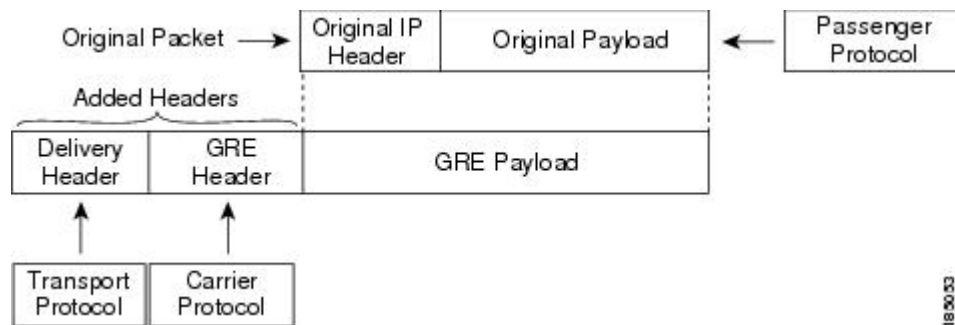 Original Packet
Original IP
Header
Original Payload
Passenger
Protocol
Added Headers
Delivery
Header
GRE
Header
GRE Payload
Transport
Protocol
Carrier
Protocol
185053